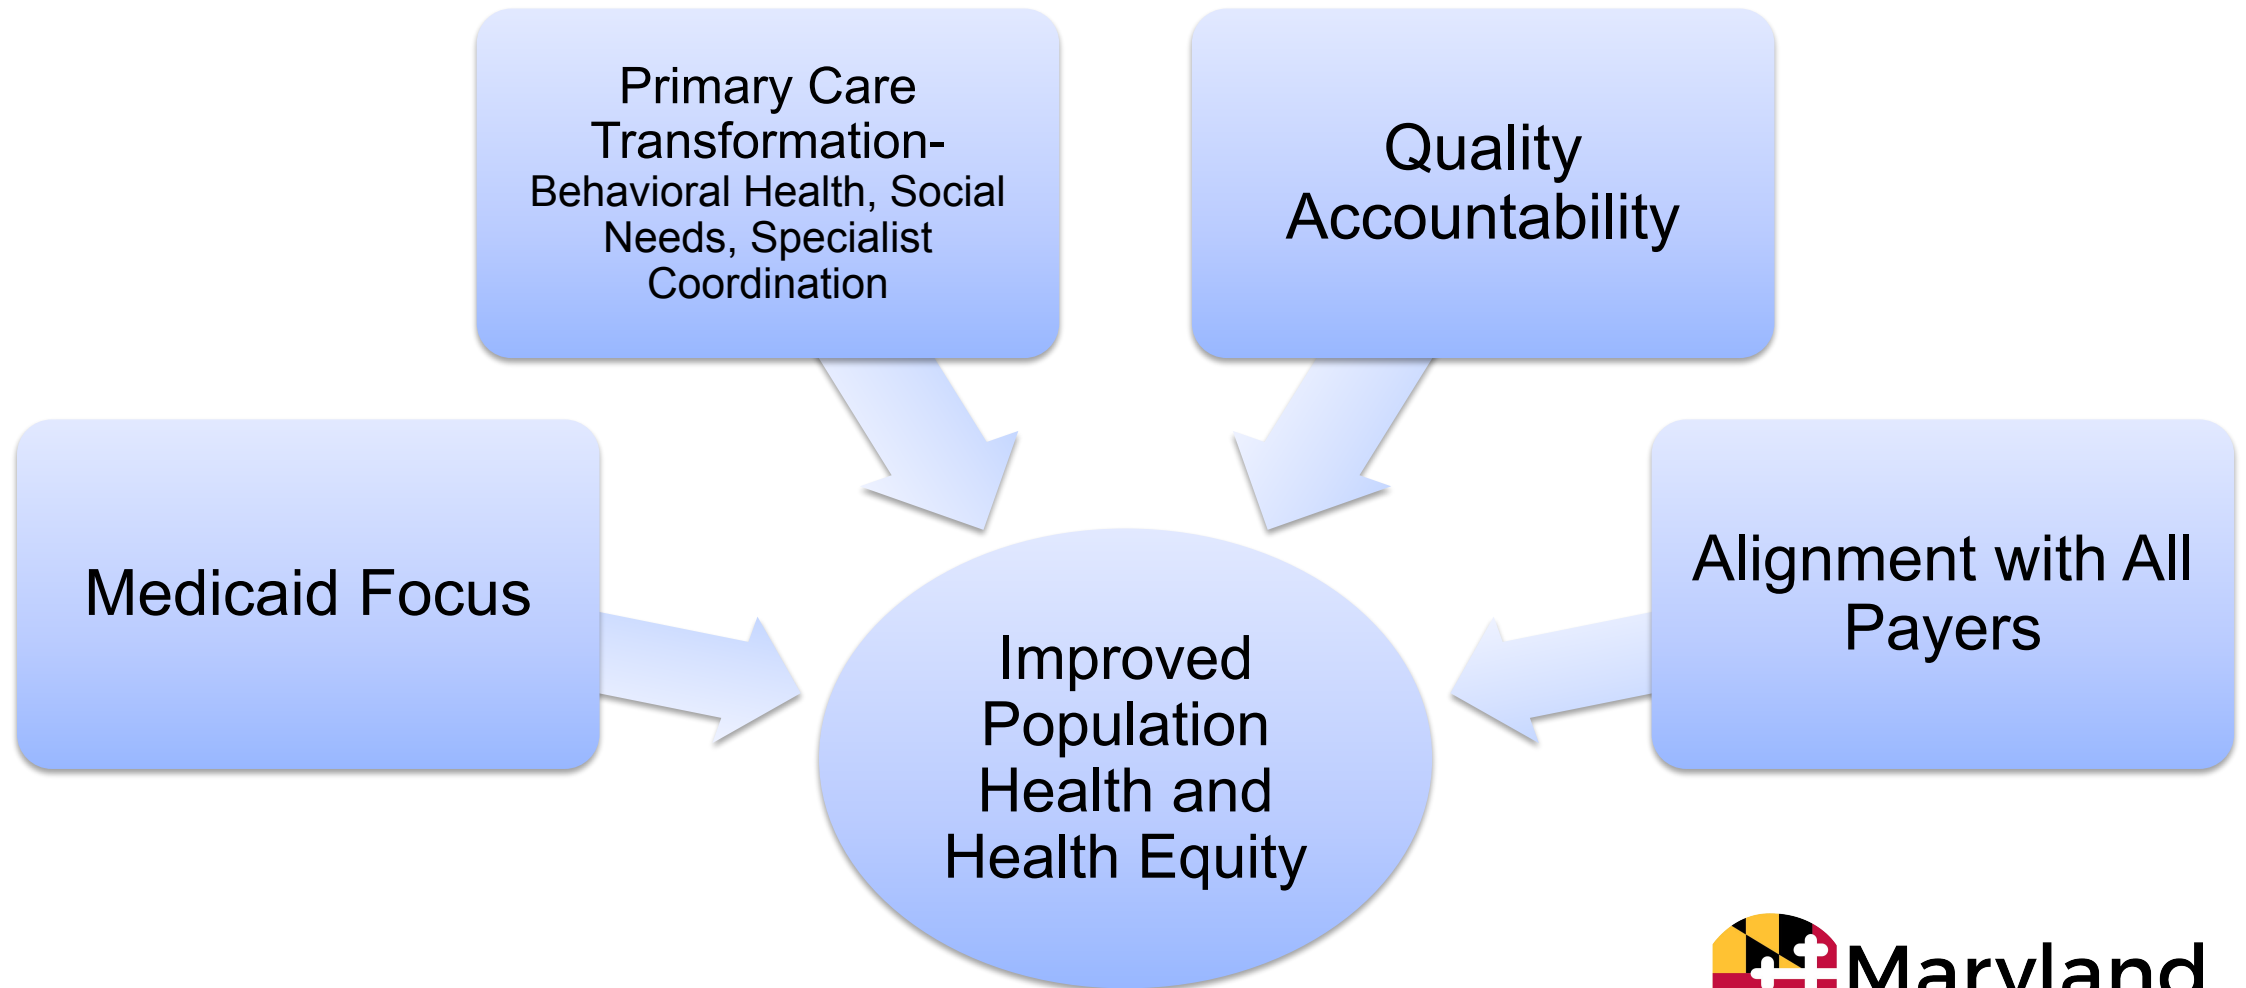 Primary Care
Transformation-
Behavioral Health, Social
Needs, Specialist
Coordination
Quality
Accountability
Medicaid Focus
Alignment with All
Payers
Improved
Population
Health and
Health Equity
Maryland